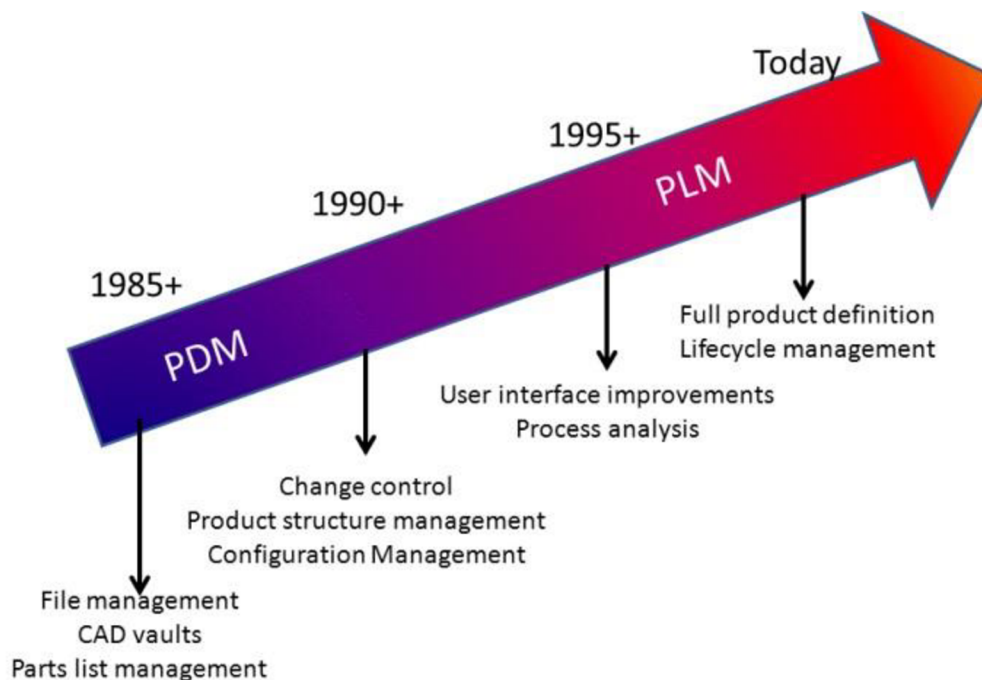 Today
1995+
PLM
1990+
1985+
PDM
Full product definition
Lifecycle management
User interface improvements
Process analysis
Change control
Product structure management
Configuration Management
File management
CAD vaults
Parts list management